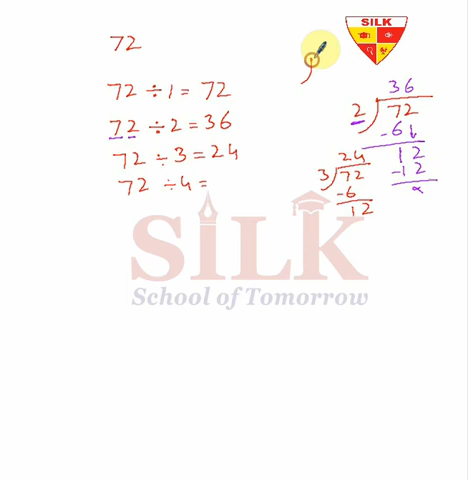 SILK
72
72 ÷ 1 = 72
72 ÷ 2 = 36
72 ÷ 3 = 24
72 ÷ 4 =
36
2 72
-6↓
12
-12
24
3 72
-6
12
SiLK
School of Tomorrow